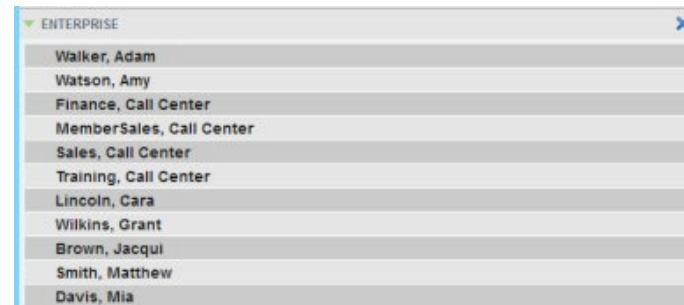 ENTERPRISE
Walker, Adam
Watson, Amy
Finance, Call Center
MemberSales, Call Center
Sales, Call Center
Training, Call Center
Lincoln, Cara
Wilkins, Grant
Brown, Jacqui
Smith, Matthew
Davis, Mia